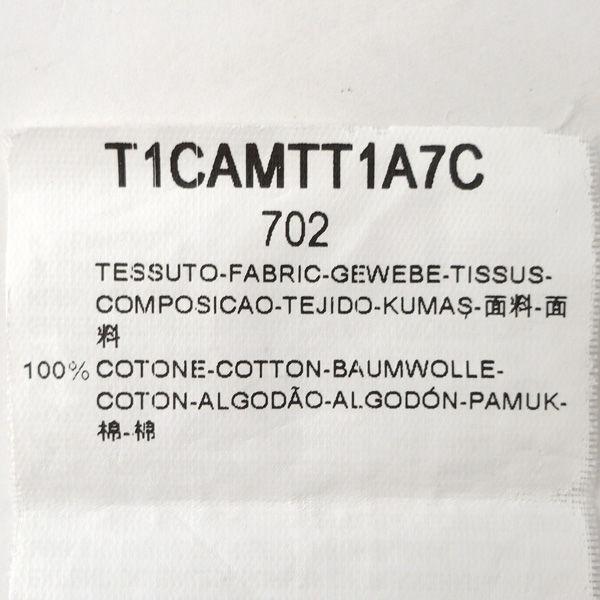 T1CAMTT1A7C
702
TESSUTO-FABRIC-GEWEBE-TISSUS-
COMPOSICAO-TEJIDO-KUMAŞ-面料-面
料
100% COTONE-COTTON-BAUMWOLLE-
COTON-ALGODÃO-ALGODÓN-PAMUK-
棉-棉